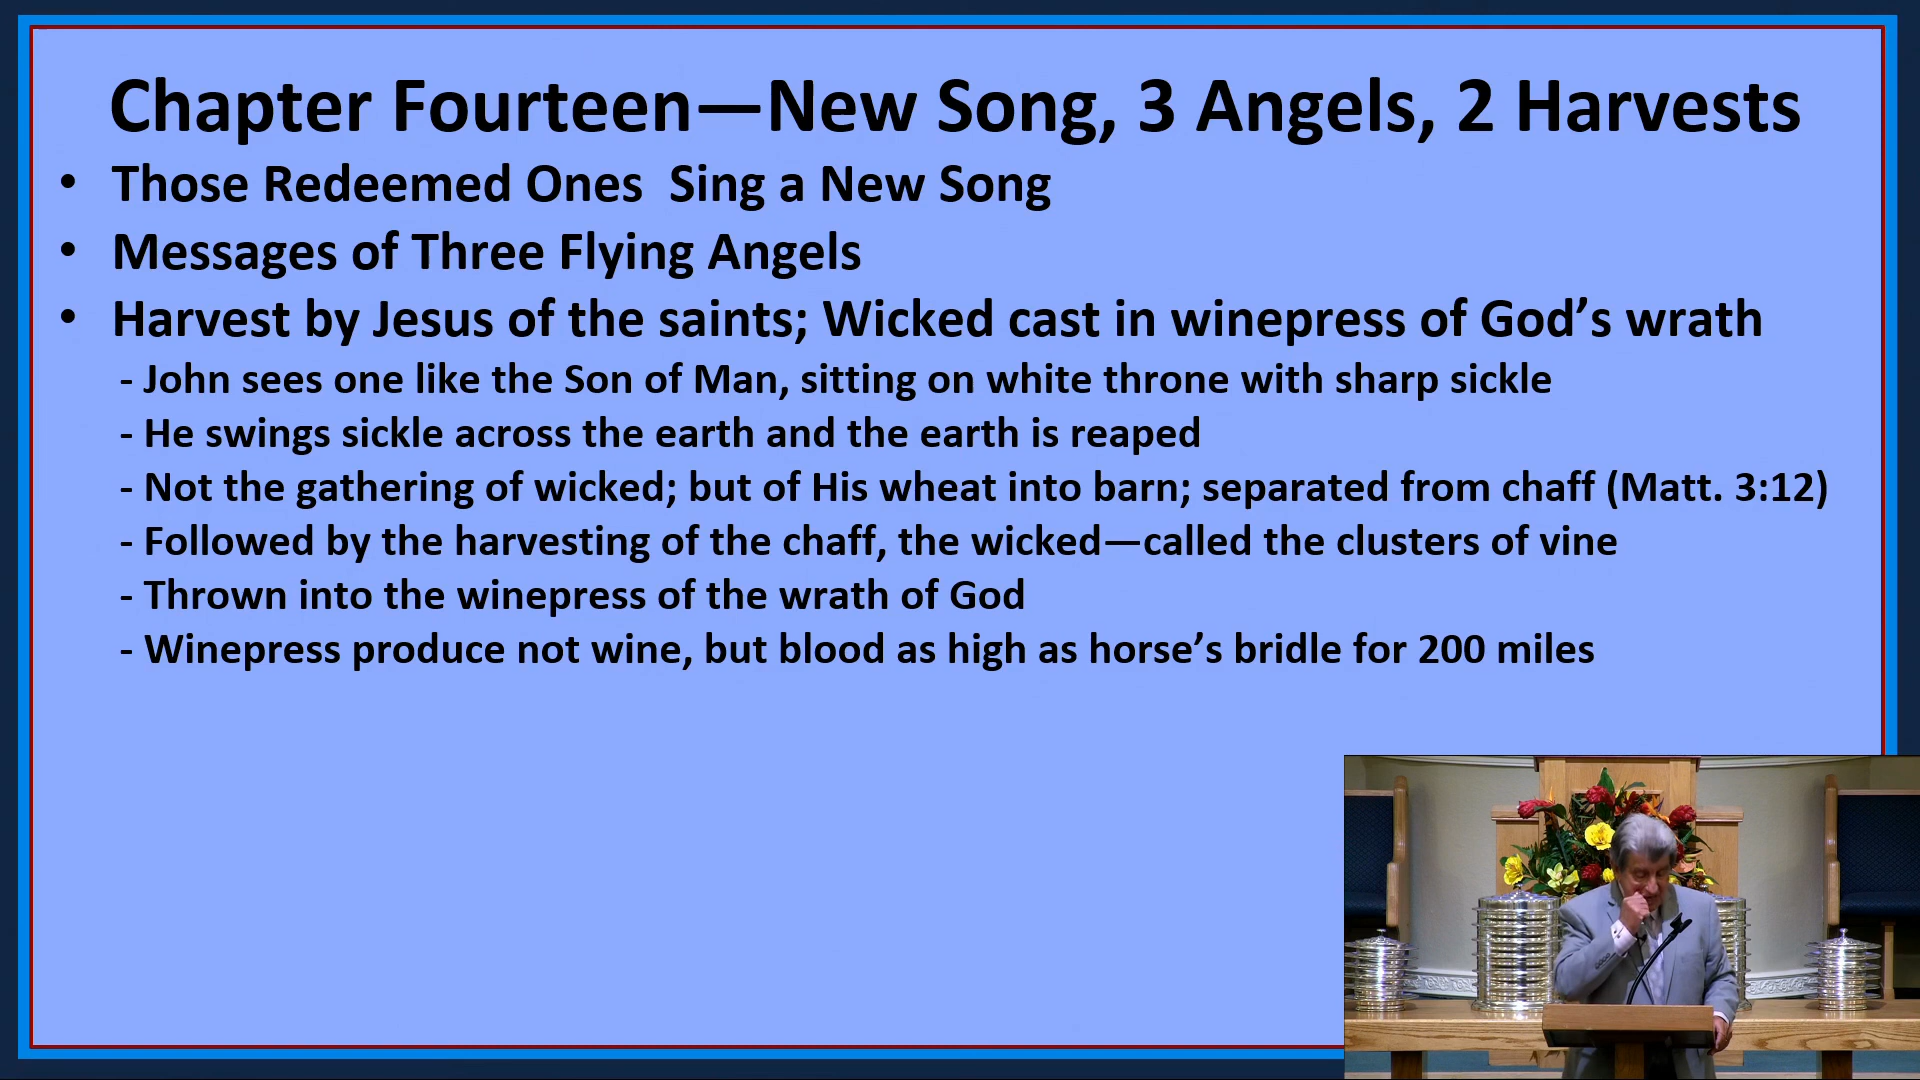 Chapter Fourteen—New Song, 3 Angels, 2 Harvests
• Those Redeemed Ones  Sing a New Song
• Messages of Three Flying Angels
• Harvest by Jesus of the saints; Wicked cast in winepress of God’s wrath
- John sees one like the Son of Man, sitting on white throne with sharp sickle
- He swings sickle across the earth and the earth is reaped
- Not the gathering of wicked; but of His wheat into barn; separated from chaff (Matt. 3:12)
- Followed by the harvesting of the chaff, the wicked—called the clusters of vine
- Thrown into the winepress of the wrath of God
- Winepress produce not wine, but blood as high as horse’s bridle for 200 miles